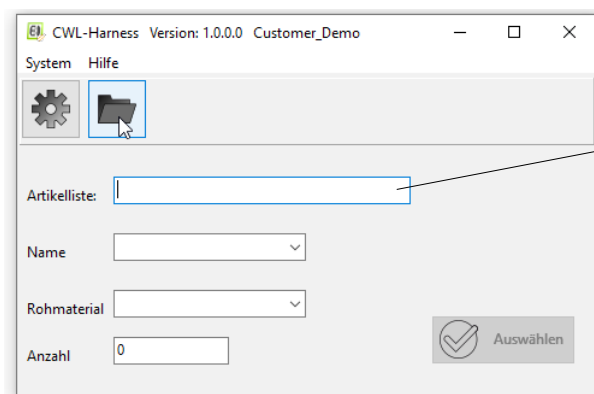 CWL-Harness Version: 1.0.0.0 Customer_Demo
System Hilfe
Artikelliste:
Name
Rohmaterial
Anzahl 0
Auswählen